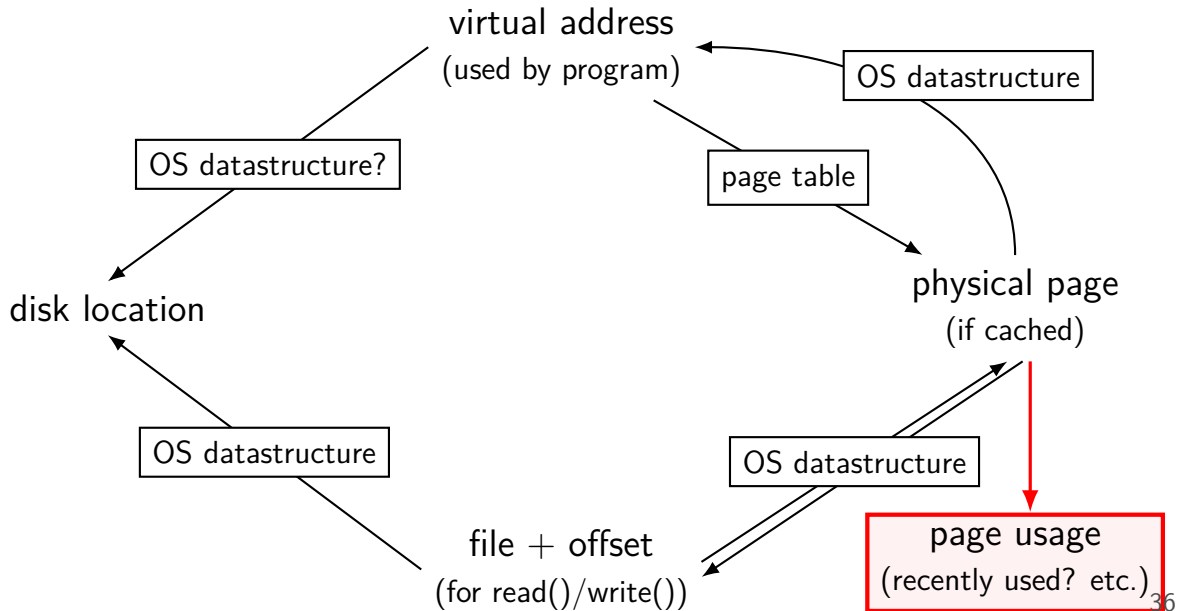 virtual address
(used by program)
OS datastructure
OS datastructure?
page table
disk location
physical page
(if cached)
OS datastructure
OS datastructure
file + offset
(for read()/write())
page usage
(recently used? etc.)
36